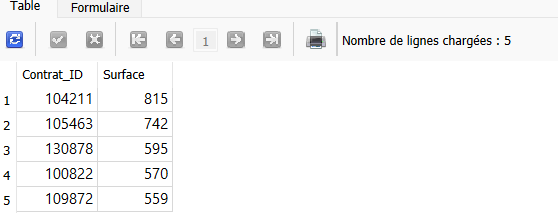 Table Formulaire
1 Nombre de lignes chargées : 5
Contrat_ID Surface
1 104211 815
2 105463 742
3 130878 595
4 100822 570
5 109872 559